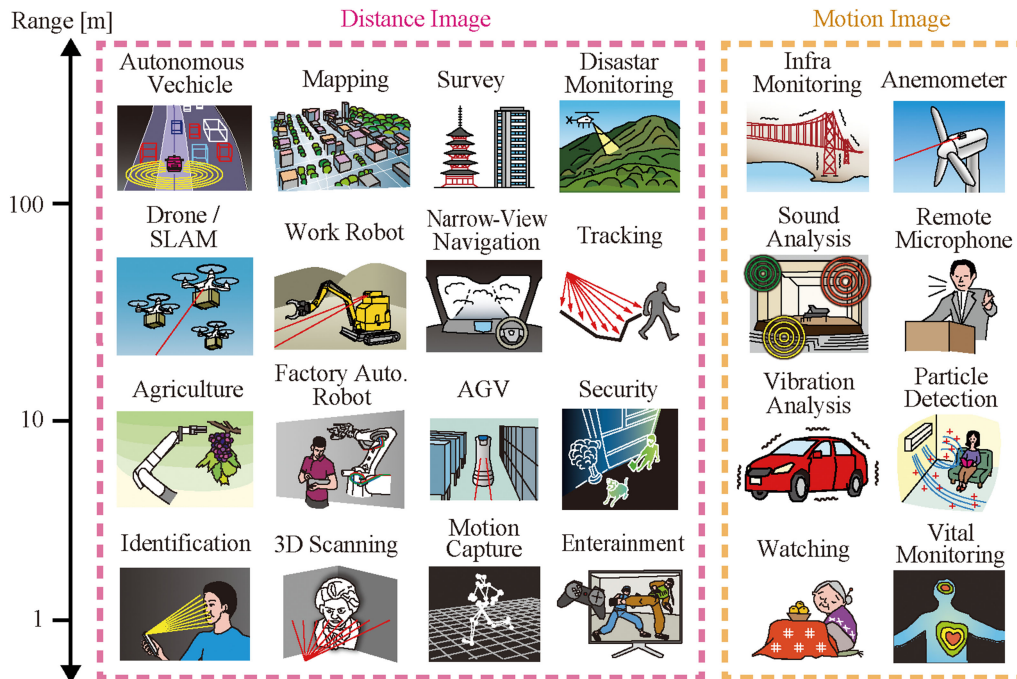 Range [m]
Distance Image
Motion Image
Autonomous
Vechicle
Mapping
Survey
Disastar
Monitoring
Infra
Monitoring
Anemometer
100
Drone /
SLAM
Work Robot
Narrow-View
Navigation
Tracking
Sound
Analysis
Remote
Microphone
10
Agriculture
Factory Auto.
Robot
AGV
Security
Vibration
Analysis
Particle
Detection
1
Identification
3D Scanning
Motion
Capture
Enterainment
Watching
Vital
Monitoring